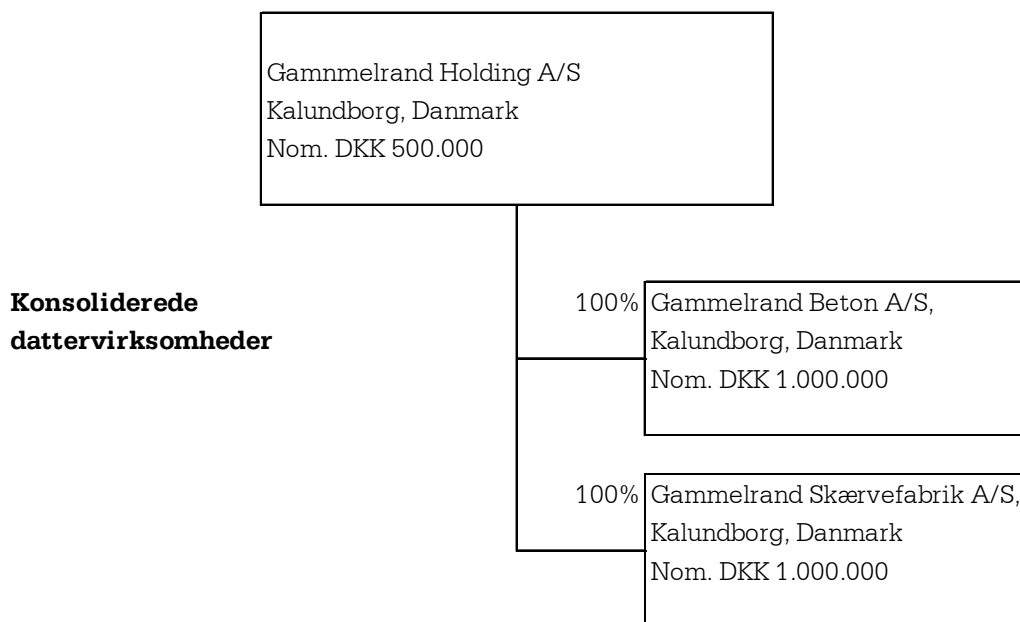 Gamnmelrand Holding A/S
Kalundborg, Danmark
Nom. DKK 500.000
Konsoliderede
dattervirksomheder
100%
Gammelrand Beton A/S,
Kalundborg, Danmark
Nom. DKK 1.000.000
100%
Gammelrand Skærvefabrik A/S,
Kalundborg, Danmark
Nom. DKK 1.000.000